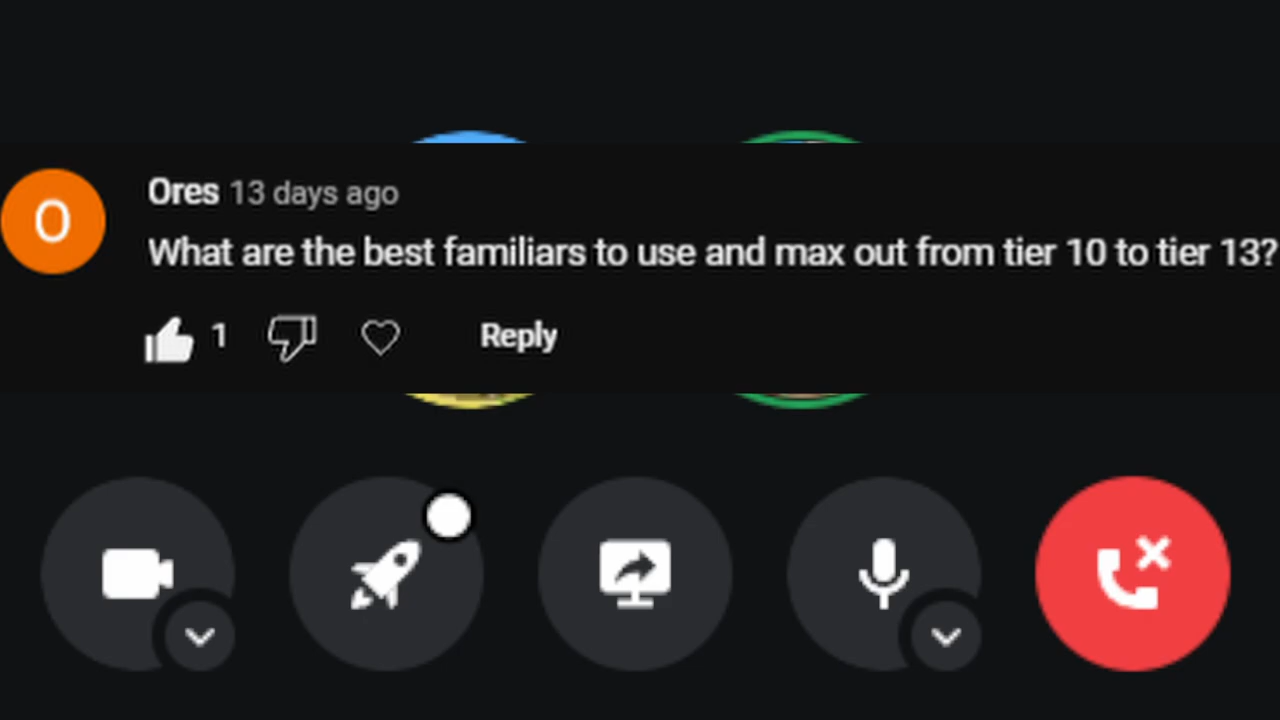 O
Ores 13 days ago
What are the best familiars to use and max out from tier 10 to tier 13?
1 Reply